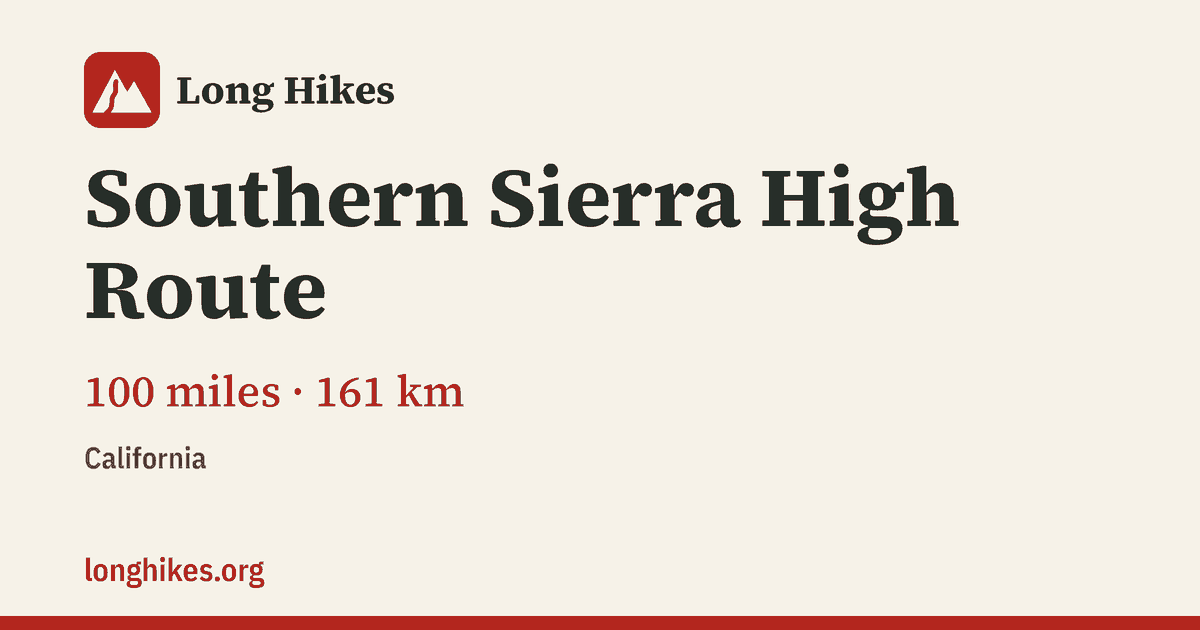 Long Hikes
Southern Sierra High
Route
100 miles · 161 km
California
longhikes.org